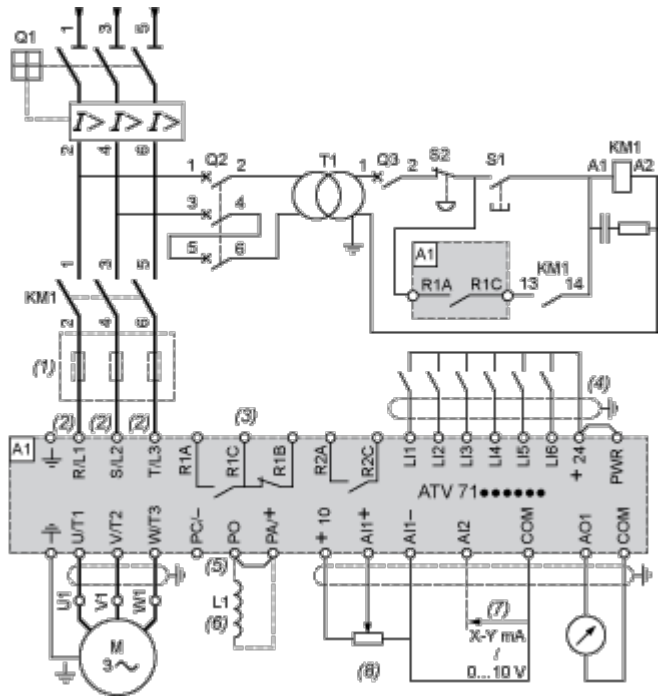 Q1
1 3 5
I> I> I>
2 4 6
1 Q2 2 T1 1 Q3 2 S2 S1 KM1
A1 A2
3 4
5 6
A1
R1A R1C 13 KM1 14
1 3 5
KM1
2 4 6
(1)
(2) (2) (2) (3) (4)
A1
R/L1 S/L2 T/L3 R1A R1C R1B R2A R2C LI1 LI2 LI3 LI4 LI5 LI6 + 24 PWR
ATV 71●●●●●●
U/T1 V/T2 W/T3 PC/– PO PA/+ + 10 AI1+ AI1– AI2 COM AO1 COM
(5)
U1 V1 W1
L1
(6)
(7)
M
3~
(8)
X-Y mA
/
0...10 V